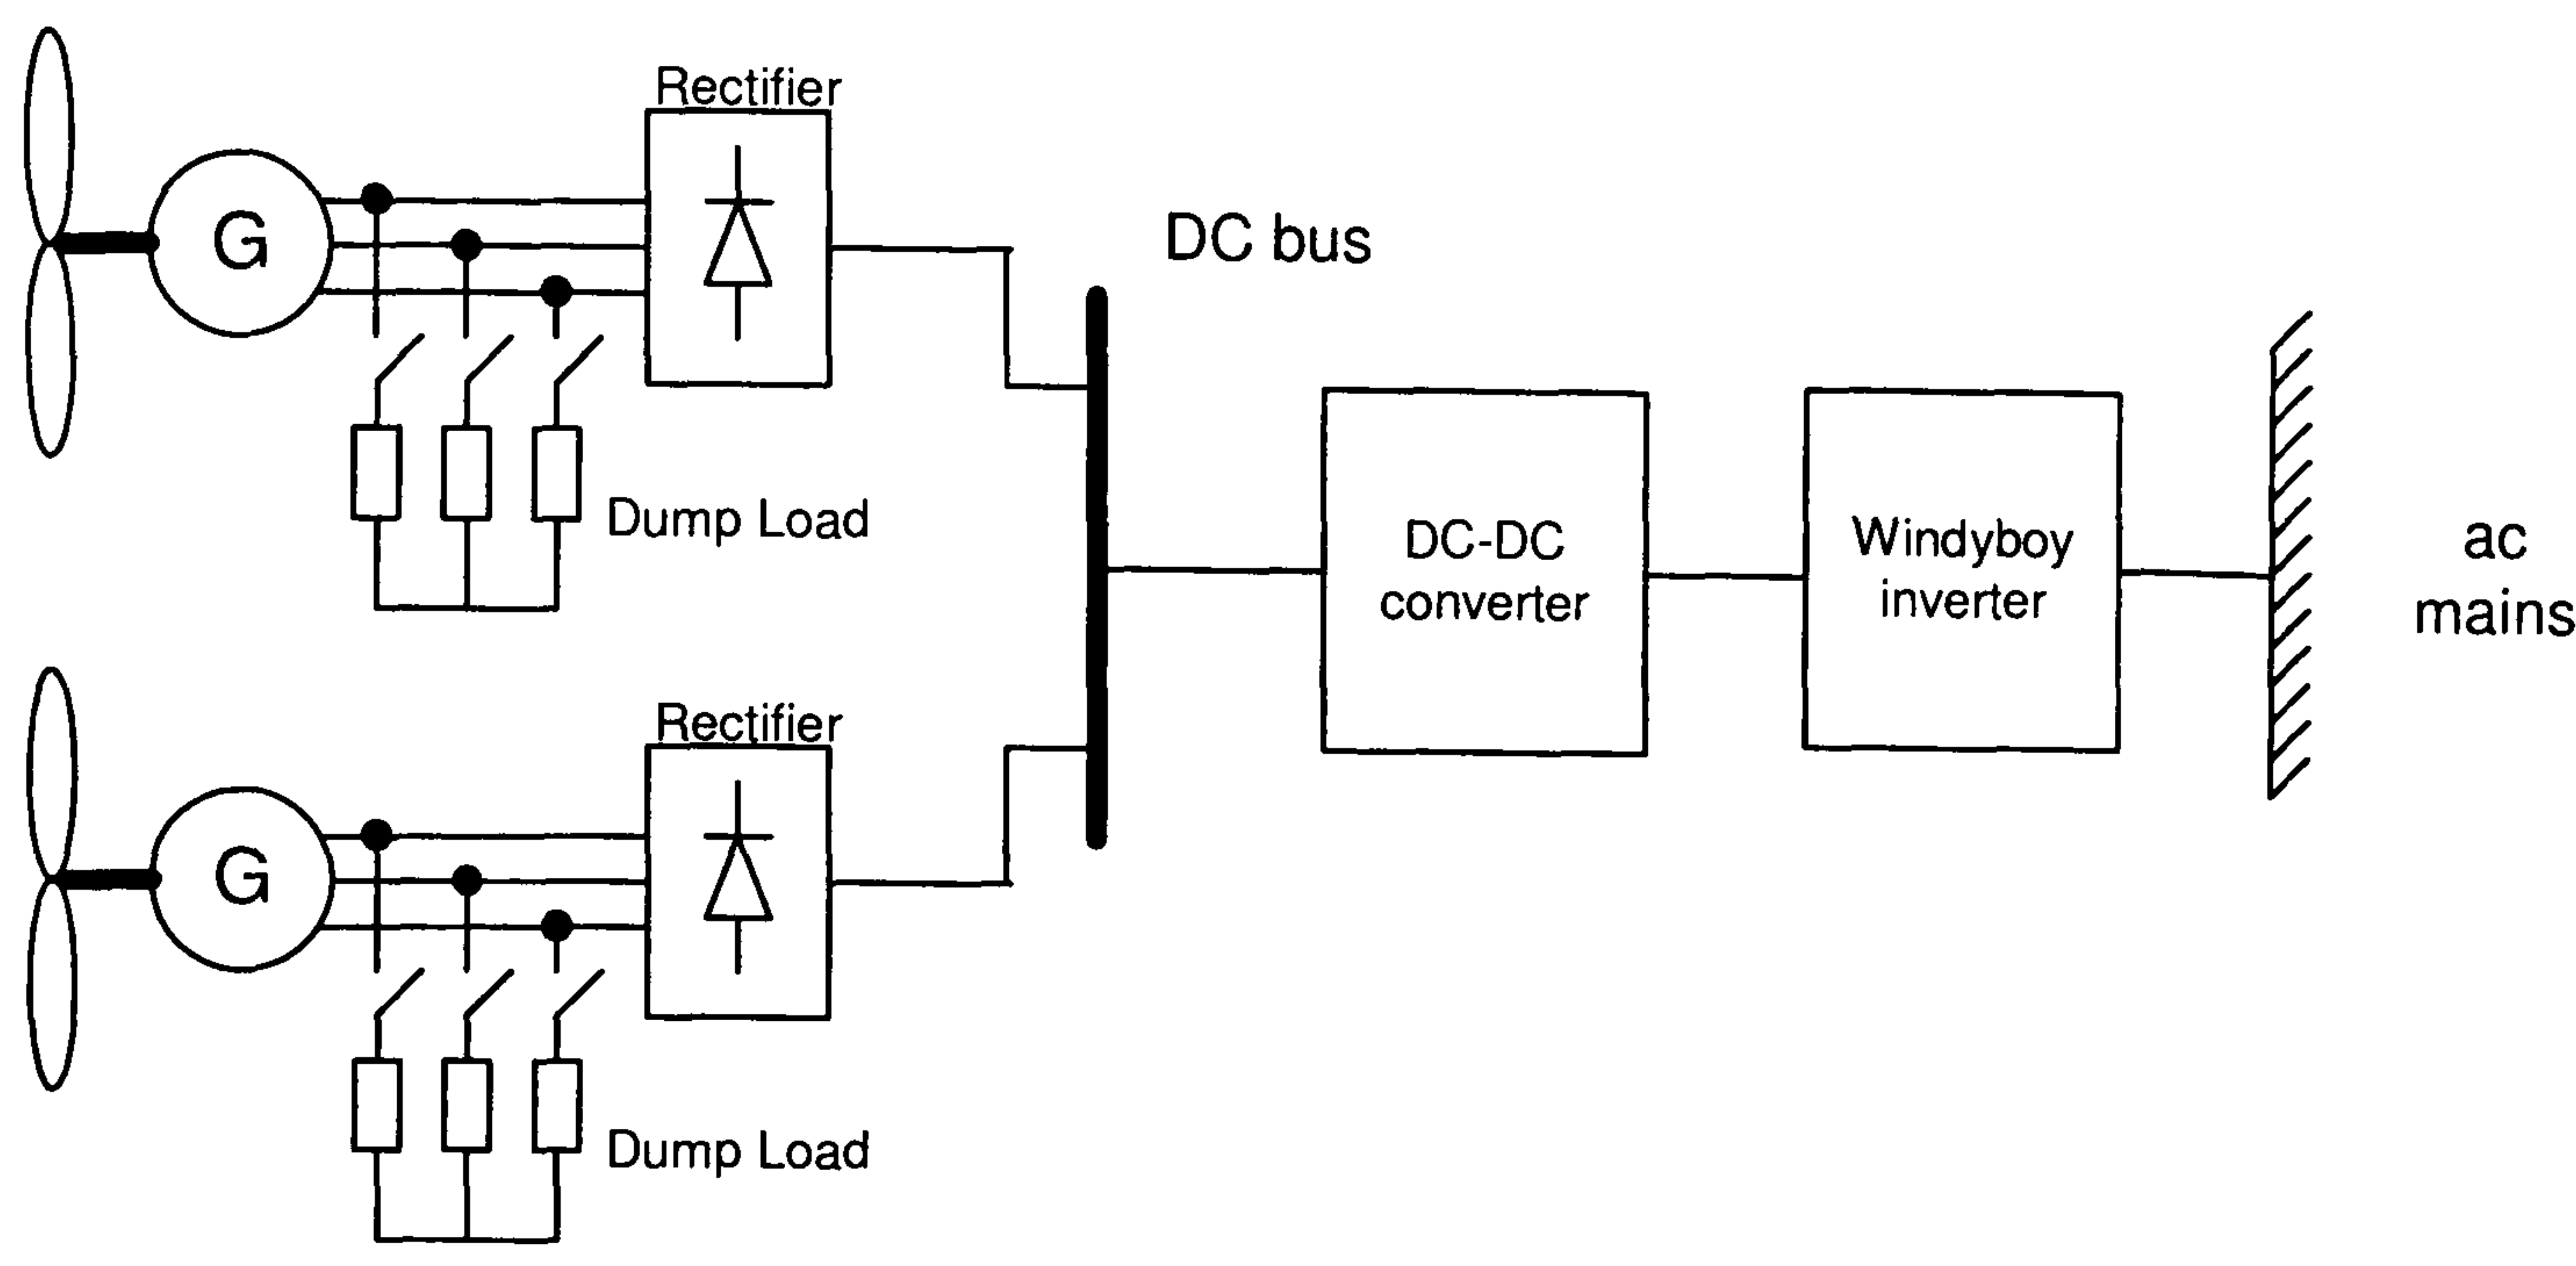 Rectifier
G
DC bus
Dump Load
DC-DC
converter
Windyboy
inverter
ac
mains
Rectifier
G
Dump Load